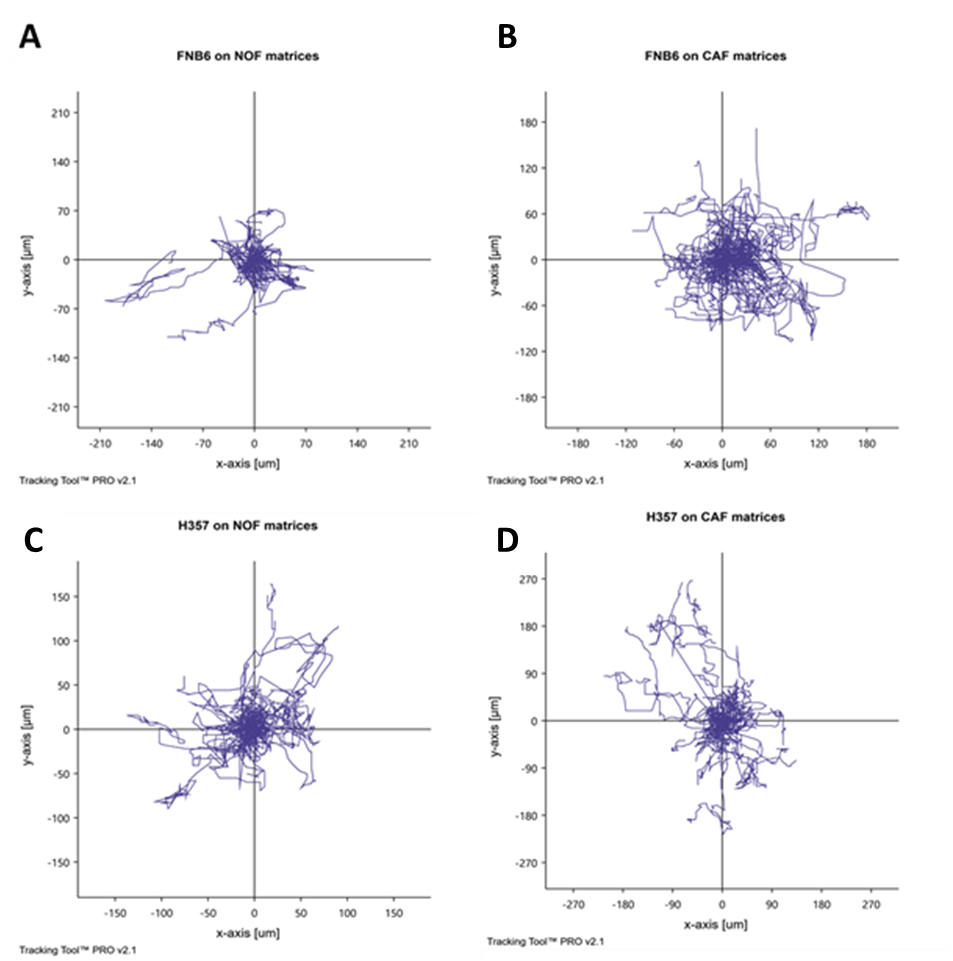 A
FNB6 on NOF matrices
210
140
70
0
-70
-140
-210
y-axis [µm]
-210 -140 -70 0 70 140 210
x-axis [um]
Tracking Tool™ PRO v2.1
B
FNB6 on CAF matrices
180
120
60
0
-60
-120
-180
y-axis [µm]
-180 -120 -60 0 60 120 180
x-axis [um]
Tracking Tool™ PRO v2.1
C
H357 on NOF matrices
150
100
50
0
-50
-100
-150
y-axis [µm]
-150 -100 -50 0 50 100 150
x-axis [um]
Tracking Tool™ PRO v2.1
D
H357 on CAF matrices
270
180
90
0
-90
-180
-270
y-axis [µm]
-270 -180 -90 0 90 180 270
x-axis [um]
Tracking Tool™ PRO v2.1